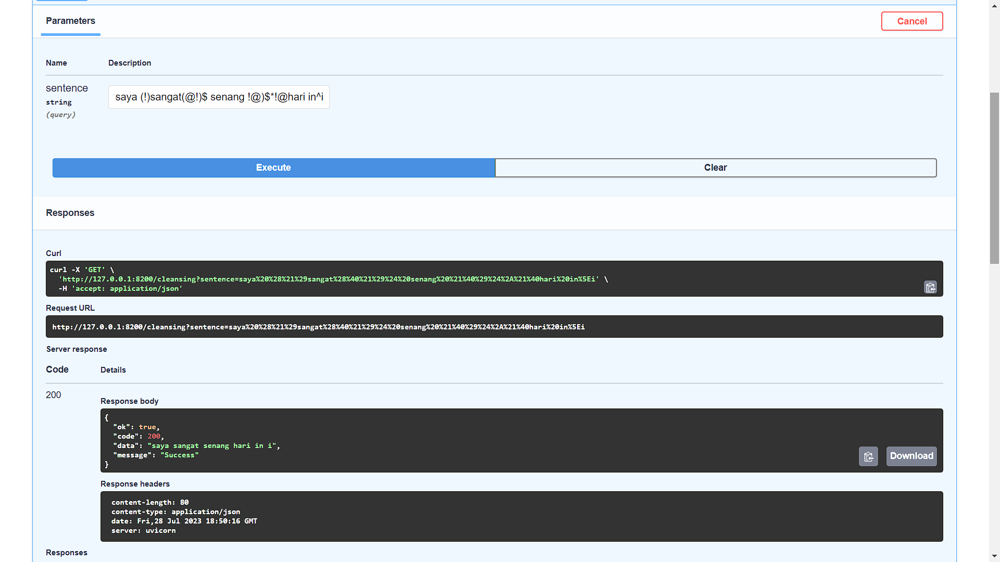 Parameters
Cancel
Name Description
sentence
string
(query)
saya (!)sangat(@!)$ senang !@)$*!@hari in^i
Execute Clear
Responses
Curl
curl -X 'GET' \
'http://127.0.0.1:8200/cleansing?sentence=saya%20%28%21%29sangat%28%40%21%29%24%20senang%20%21%40%29%24%2A%21%40hari%20in%5Ei' \
-H 'accept: application/json'
Request URL
http://127.0.0.1:8200/cleansing?sentence=saya%20%28%21%29sangat%28%40%21%29%24%20senang%20%21%40%29%24%2A%21%40hari%20in%5Ei
Server response
Code Details
200
Response body
{
"ok": true,
"code": 200,
"data": "saya sangat senang hari in i",
"message": "Success"
}
Download
Response headers
content-length: 80
content-type: application/json
date: Fri,28 Jul 2023 18:50:16 GMT
server: uvicorn
Responses